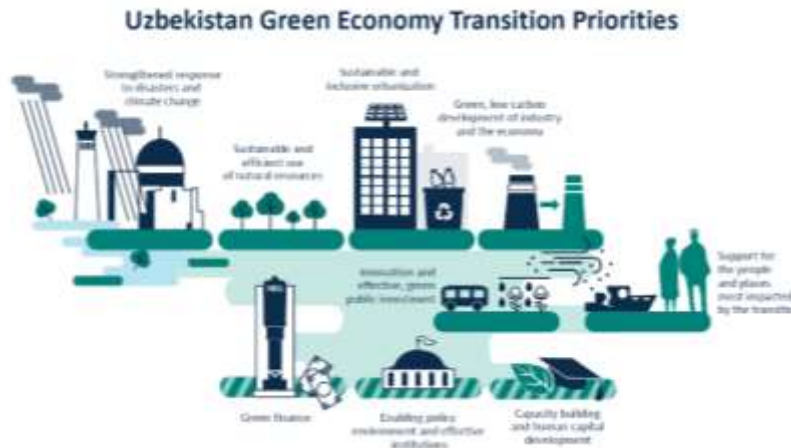 Uzbekistan Green Economy Transition Priorities
Strengthened response
to disasters and
climate change
Sustainable and
efficient use
of natural resources
Sustainable and
inclusive urbanization
Green, low carbon
development of industry
and the economy
Innovation and
effective, green
public investment
Support for
the people
and places
most impacted
by the transition
Green finance
Enabling policy
environment and effective
institutions
Capacity building
and human capital
development